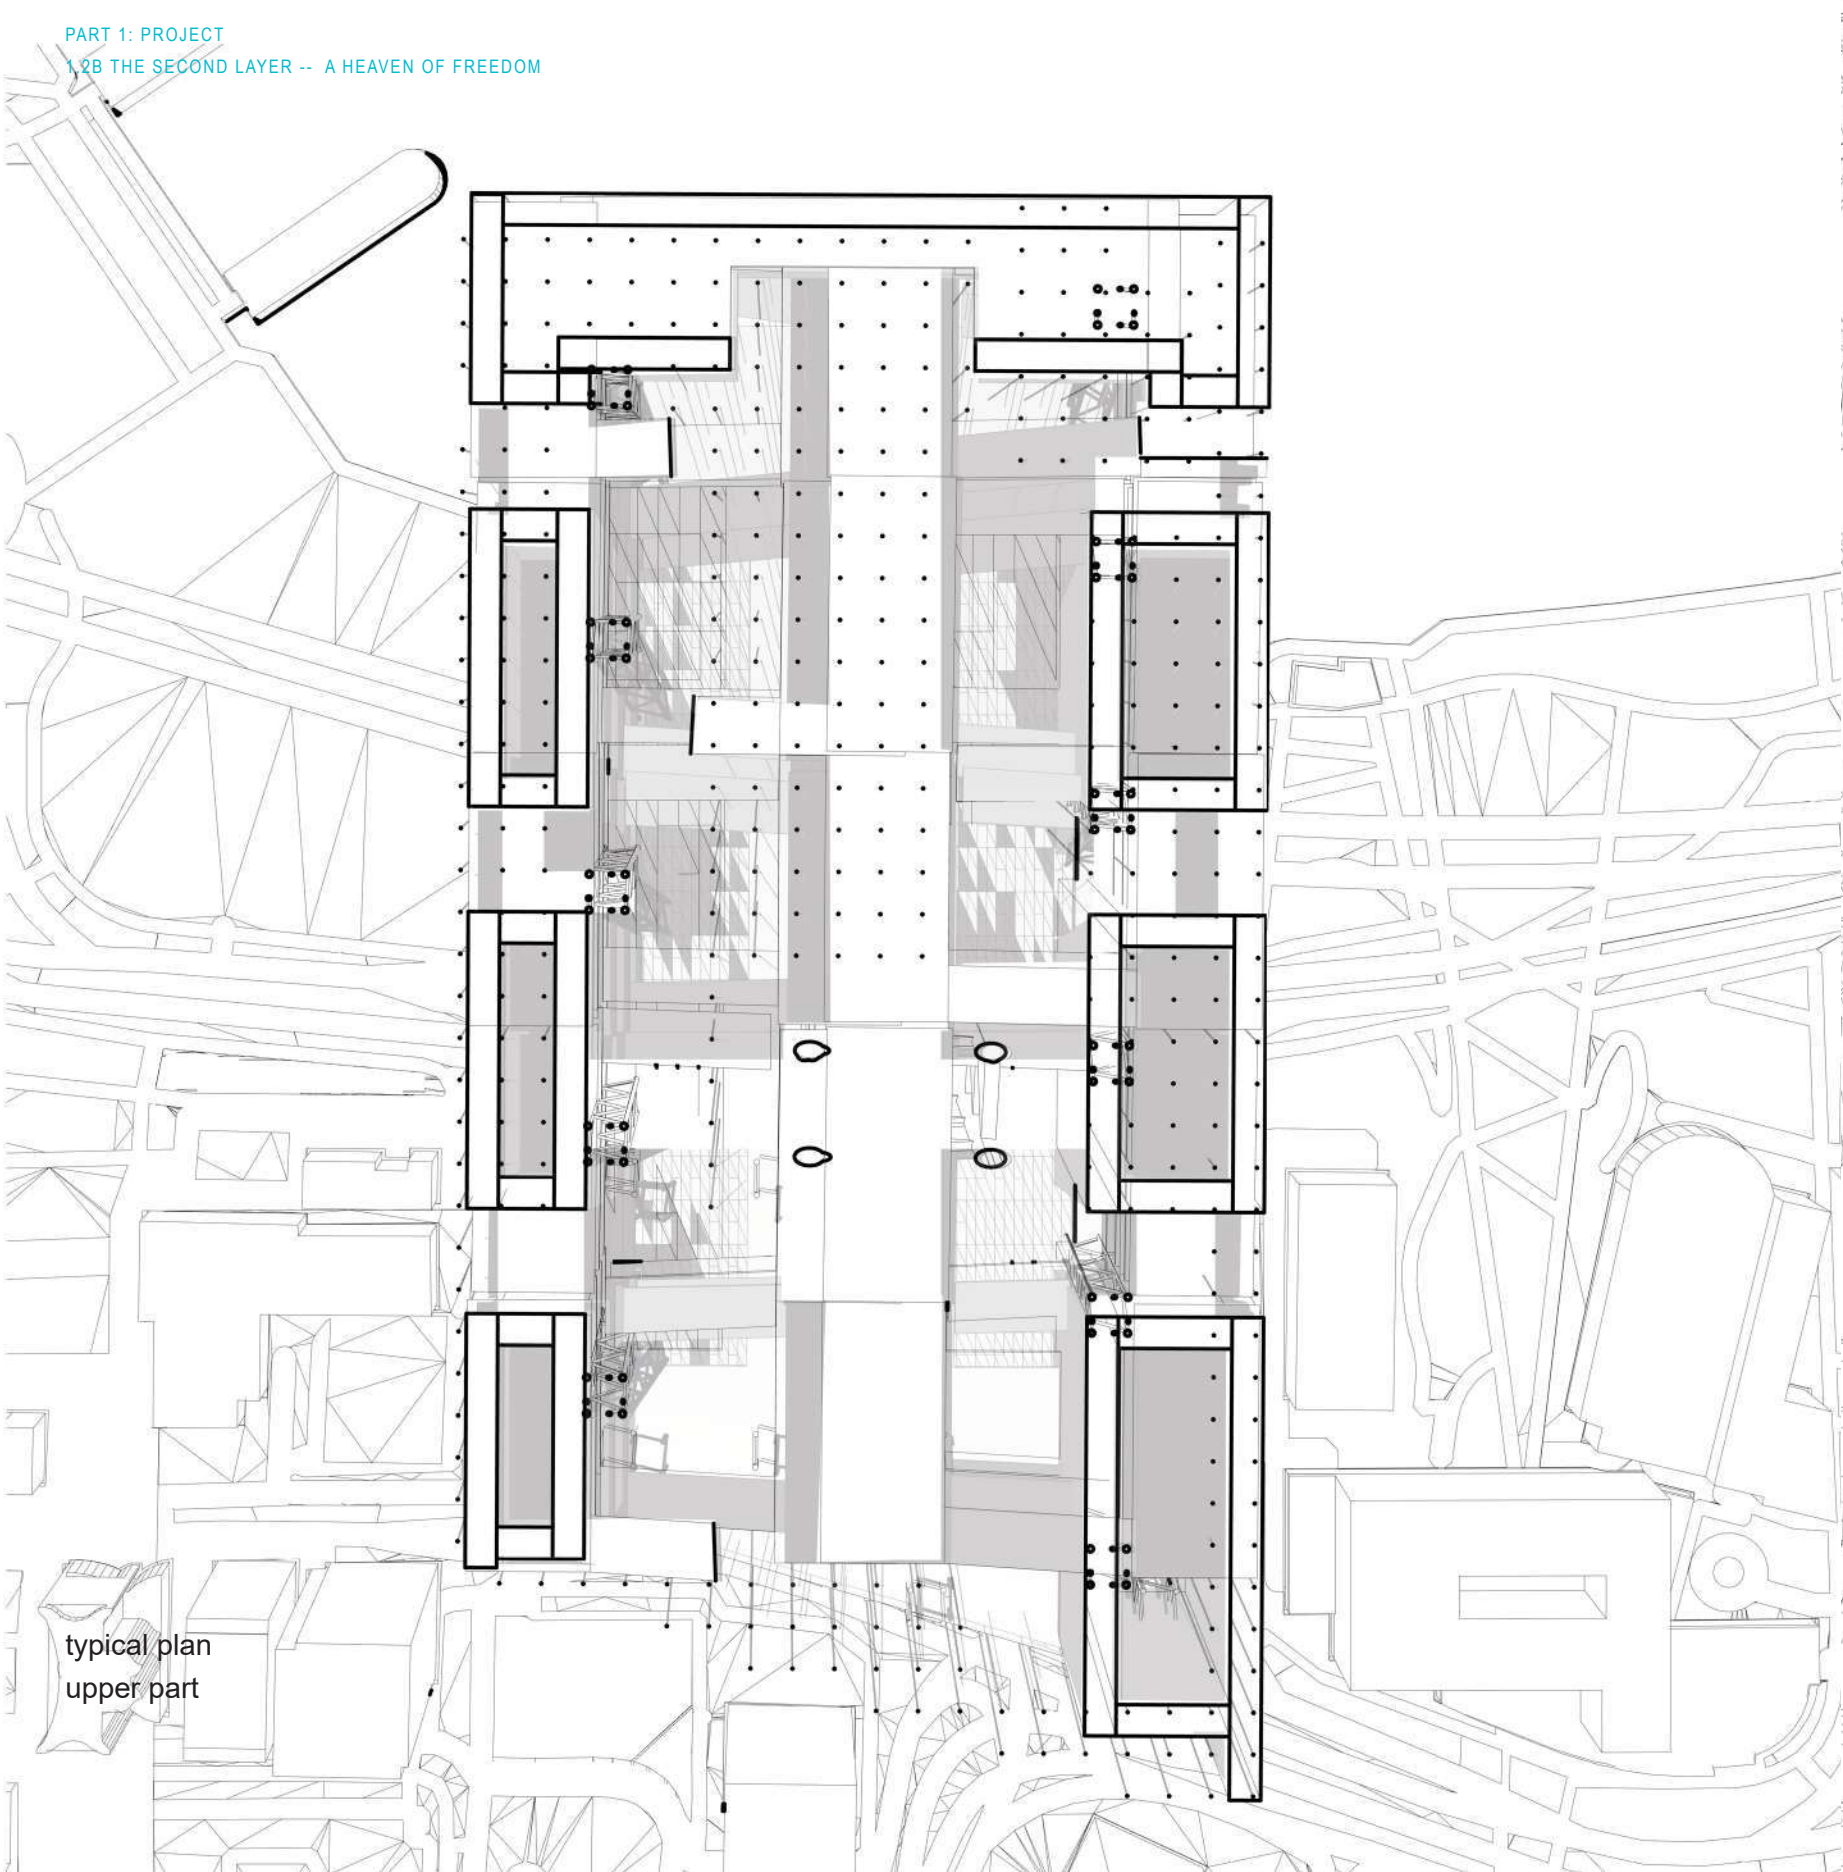 PART 1: PROJECT
1.2B THE SECOND LAYER -- A HEAVEN OF FREEDOM
typical plan
upper part